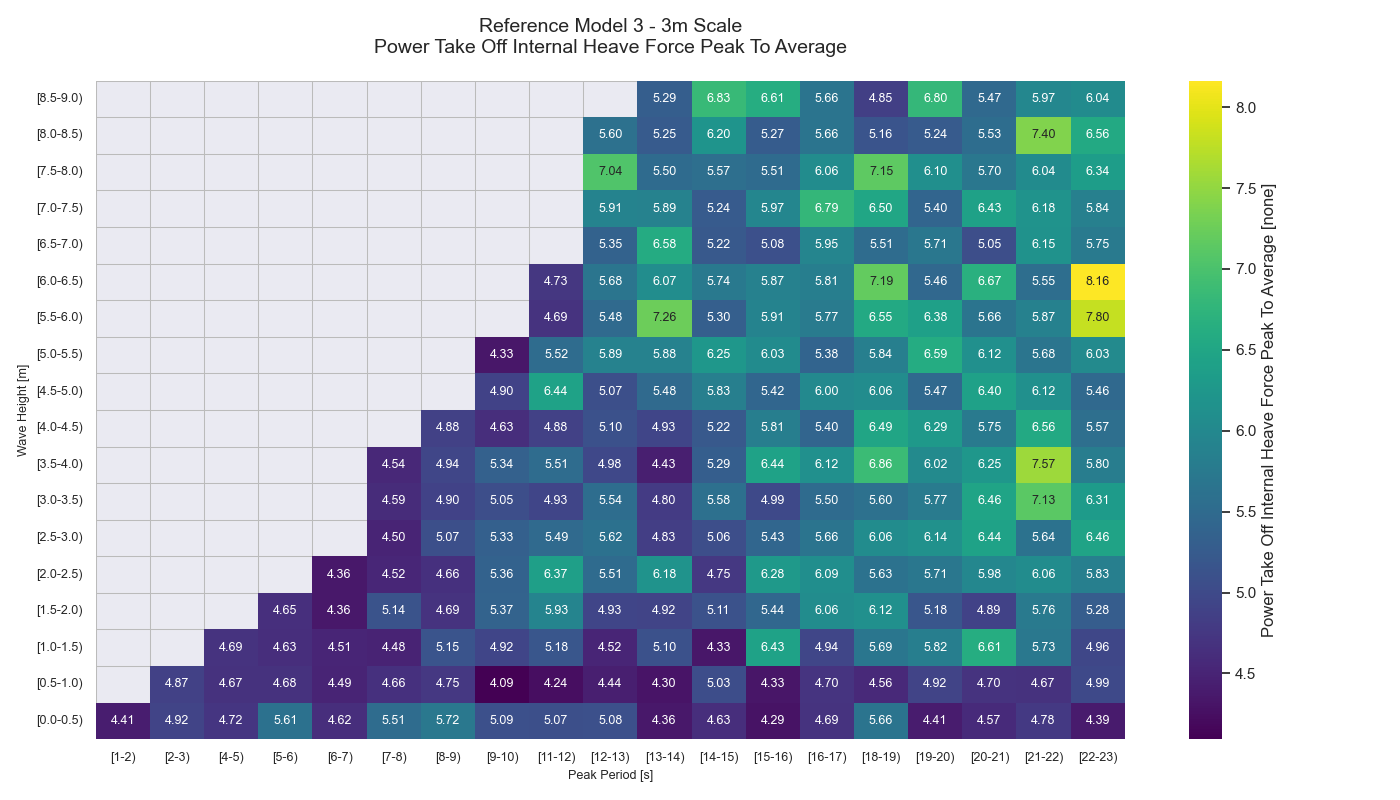 Reference Model 3 - 3m Scale
Power Take Off Internal Heave Force Peak To Average
[8.5-9.0) 5.29 6.83 6.61 5.66 4.85 6.80 5.47 5.97 6.04
[8.0-8.5) 5.60 5.25 6.20 5.27 5.66 5.16 5.24 5.53 7.40 6.56
[7.5-8.0) 7.04 5.50 5.57 5.51 6.06 7.15 6.10 5.70 6.04 6.34
[7.0-7.5) 5.91 5.89 5.24 5.97 6.79 6.50 5.40 6.43 6.18 5.84
[6.5-7.0) 5.35 6.58 5.22 5.08 5.95 5.51 5.71 5.05 6.15 5.75
[6.0-6.5) 4.73 5.68 6.07 5.74 5.87 5.81 7.19 5.46 6.67 5.55 8.16
[5.5-6.0) 4.69 5.48 7.26 5.30 5.91 5.77 6.55 6.38 5.66 5.87 7.80
[5.0-5.5) 4.33 5.52 5.89 5.88 6.25 6.03 5.38 5.84 6.59 6.12 5.68 6.03
[4.5-5.0) 4.90 6.44 5.07 5.48 5.83 5.42 6.00 6.06 5.47 6.40 6.12 5.46
[4.0-4.5) 4.88 4.63 4.88 5.10 4.93 5.22 5.81 5.40 6.49 6.29 5.75 6.56 5.57
[3.5-4.0) 4.54 4.94 5.34 5.51 4.98 4.43 5.29 6.44 6.12 6.86 6.02 6.25 7.57 5.80
[3.0-3.5) 4.59 4.90 5.05 4.93 5.54 4.80 5.58 4.99 5.50 5.60 5.77 6.46 7.13 6.31
[2.5-3.0) 4.50 5.07 5.33 5.49 5.62 4.83 5.06 5.43 5.66 6.06 6.14 6.44 5.64 6.46
[2.0-2.5) 4.36 4.52 4.66 5.36 6.37 5.51 6.18 4.75 6.28 6.09 5.63 5.71 5.98 6.06 5.83
[1.5-2.0) 4.65 4.36 5.14 4.69 5.37 5.93 4.93 4.92 5.11 5.44 6.06 6.12 5.18 4.89 5.76 5.28
[1.0-1.5) 4.69 4.63 4.51 4.48 5.15 4.92 5.18 4.52 5.10 4.33 6.43 4.94 5.69 5.82 6.61 5.73 4.96
[0.5-1.0) 4.87 4.67 4.68 4.49 4.66 4.75 4.09 4.24 4.44 4.30 5.03 4.33 4.70 4.56 4.92 4.70 4.67 4.99
[0.0-0.5) 4.41 4.92 4.72 5.61 4.62 5.51 5.72 5.09 5.07 5.08 4.36 4.63 4.29 4.69 5.66 4.41 4.57 4.78 4.39
[1-2) [2-3) [4-5) [5-6) [6-7) [7-8) [8-9) [9-10) [11-12) [12-13) [13-14) [14-15) [15-16) [16-17) [18-19) [19-20) [20-21) [21-22) [22-23)
Peak Period [s]
Wave Height [m]
8.0
7.5
7.0
6.5
6.0
5.5
5.0
4.5
Power Take Off Internal Heave Force Peak To Average [none]